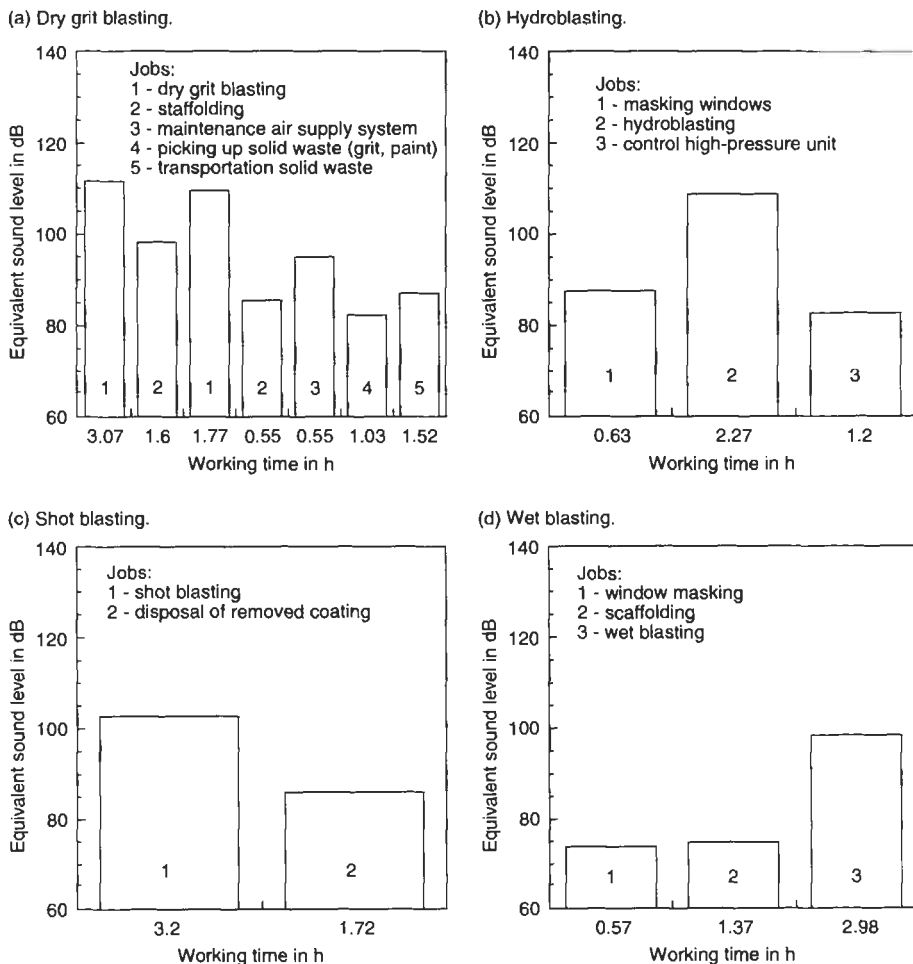 (a) Dry grit blasting.
140
120
100
80
60
Equivalent sound level in dB
Jobs:
1 - dry grit blasting
2 - staffolding
3 - maintenance air supply system
4 - picking up solid waste (grit, paint)
5 - transportation solid waste
1 2 1 2 3 4 5
3.07 1.6 1.77 0.55 0.55 1.03 1.52
Working time in h
(b) Hydroblasting.
140
120
100
80
60
Equivalent sound level in dB
Jobs:
1 - masking windows
2 - hydroblasting
3 - control high-pressure unit
1 2 3
0.63 2.27 1.2
Working time in h
(c) Shot blasting.
140
120
100
80
60
Equivalent sound level in dB
Jobs:
1 - shot blasting
2 - disposal of removed coating
1 2
3.2 1.72
Working time in h
(d) Wet blasting.
140
120
100
80
60
Equivalent sound level in dB
Jobs:
1 - window masking
2 - scaffolding
3 - wet blasting
1 2 3
0.57 1.37 2.98
Working time in h